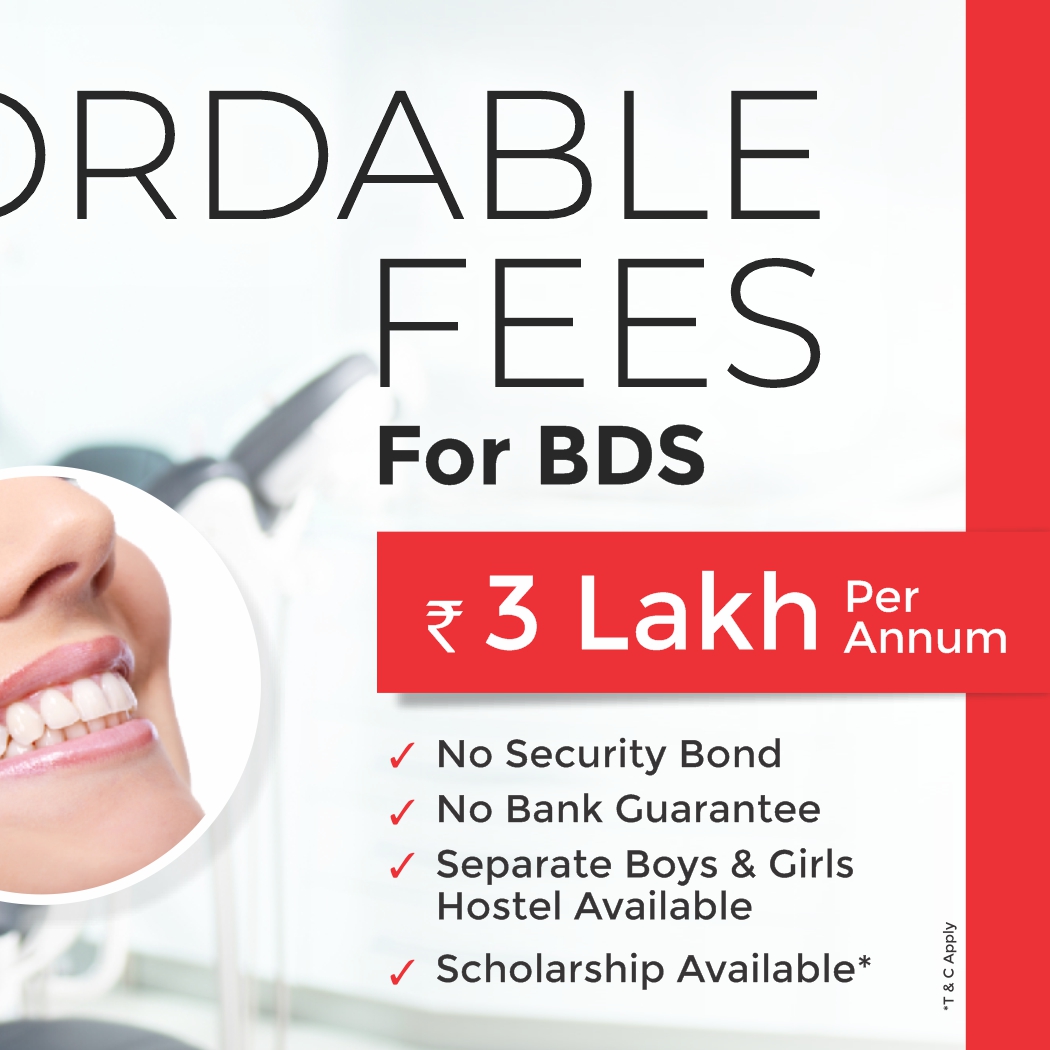 ORDABLE
FEES
For BDS
₹ 3 Lakh Per
Annum
✓ No Security Bond
✓ No Bank Guarantee
✓ Separate Boys & Girls
Hostel Available
✓ Scholarship Available*
*T & C Apply